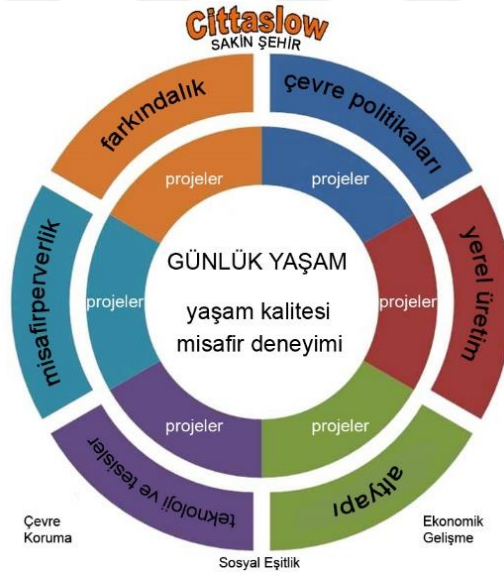 Cittaslow
SAKİN ŞEHİR
farkındalık
çevre politikaları
projeler
projeler
misafirperverlik
projeler
GÜNLÜK YAŞAM
yaşam kalitesi
misafir deneyimi
projeler
yerel üretim
projeler
projeler
teknoloji ve tesisler
altyapı
Çevre
Koruma
Ekonomik
Gelişme
Sosyal Eşitlik